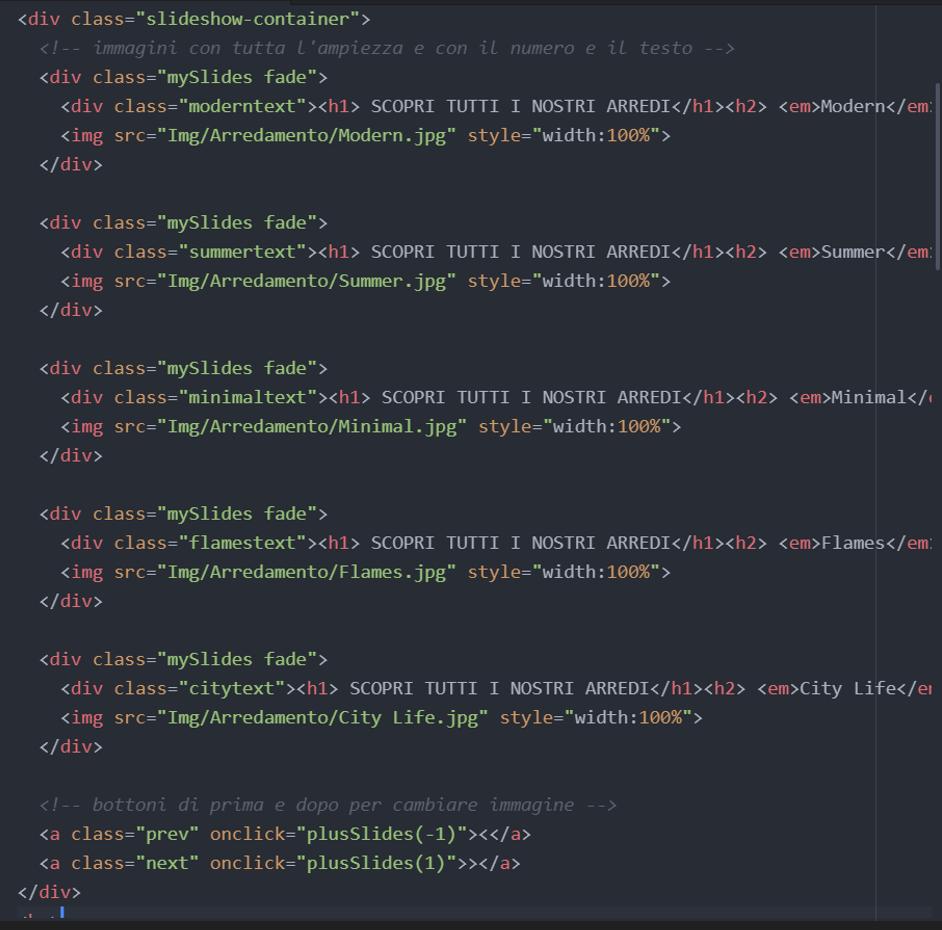 <div class="slideshow-container">
<!-- immagini con tutta l'ampiezza e con il numero e il testo -->
<div class="mySlides fade">
<div class="moderntext"><h1> SCOPRI TUTTI I NOSTRI ARREDI</h1><h2> <em>Modern</em>
<img src="Img/Arredamento/Modern.jpg" style="width:100%">
</div>
<div class="mySlides fade">
<div class="summertext"><h1> SCOPRI TUTTI I NOSTRI ARREDI</h1><h2> <em>Summer</em>
<img src="Img/Arredamento/Summer.jpg" style="width:100%">
</div>
<div class="mySlides fade">
<div class="minimaltext"><h1> SCOPRI TUTTI I NOSTRI ARREDI</h1><h2> <em>Minimal</
<img src="Img/Arredamento/Minimal.jpg" style="width:100%">
</div>
<div class="mySlides fade">
<div class="flamestext"><h1> SCOPRI TUTTI I NOSTRI ARREDI</h1><h2> <em>Flames</em>
<img src="Img/Arredamento/Flames.jpg" style="width:100%">
</div>
<div class="mySlides fade">
<div class="citytext"><h1> SCOPRI TUTTI I NOSTRI ARREDI</h1><h2> <em>City Life</em
<img src="Img/Arredamento/City Life.jpg" style="width:100%">
</div>
<!-- bottoni di prima e dopo per cambiare immagine -->
<a class="prev" onclick="plusSlides(-1)"><</a>
<a class="next" onclick="plusSlides(1)">></a>
</div>